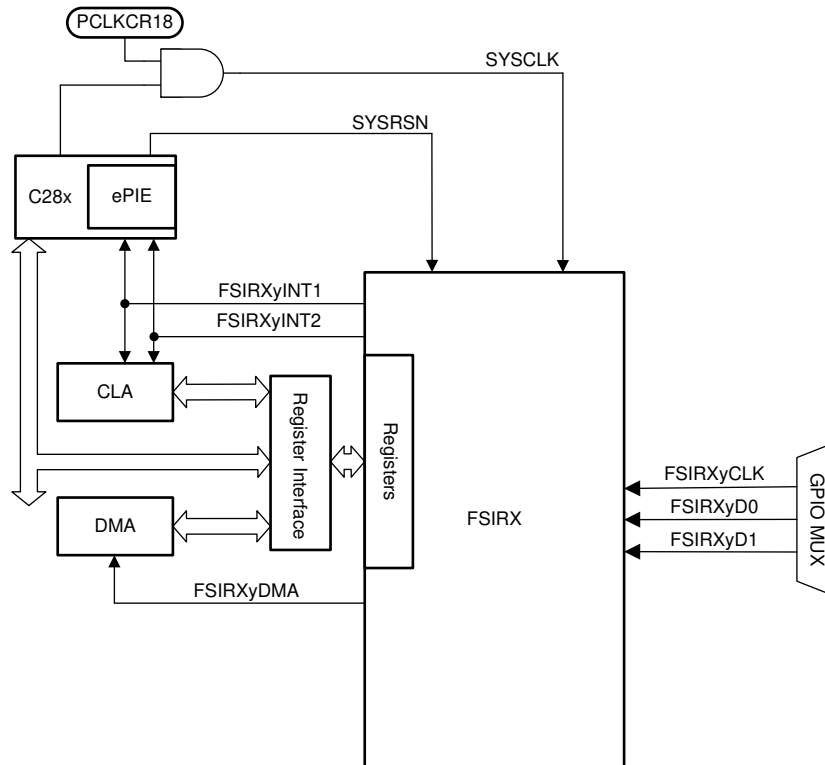 PCLKCR18
SYSCLK
SYSRSN
C28x
ePIE
FSIRXyINT1
FSIRXyINT2
CLA
Register Interface
Registers
FSIRX
FSIRXyCLK
FSIRXyD0
FSIRXyD1
GPIO MUX
DMA
FSIRXyDMA